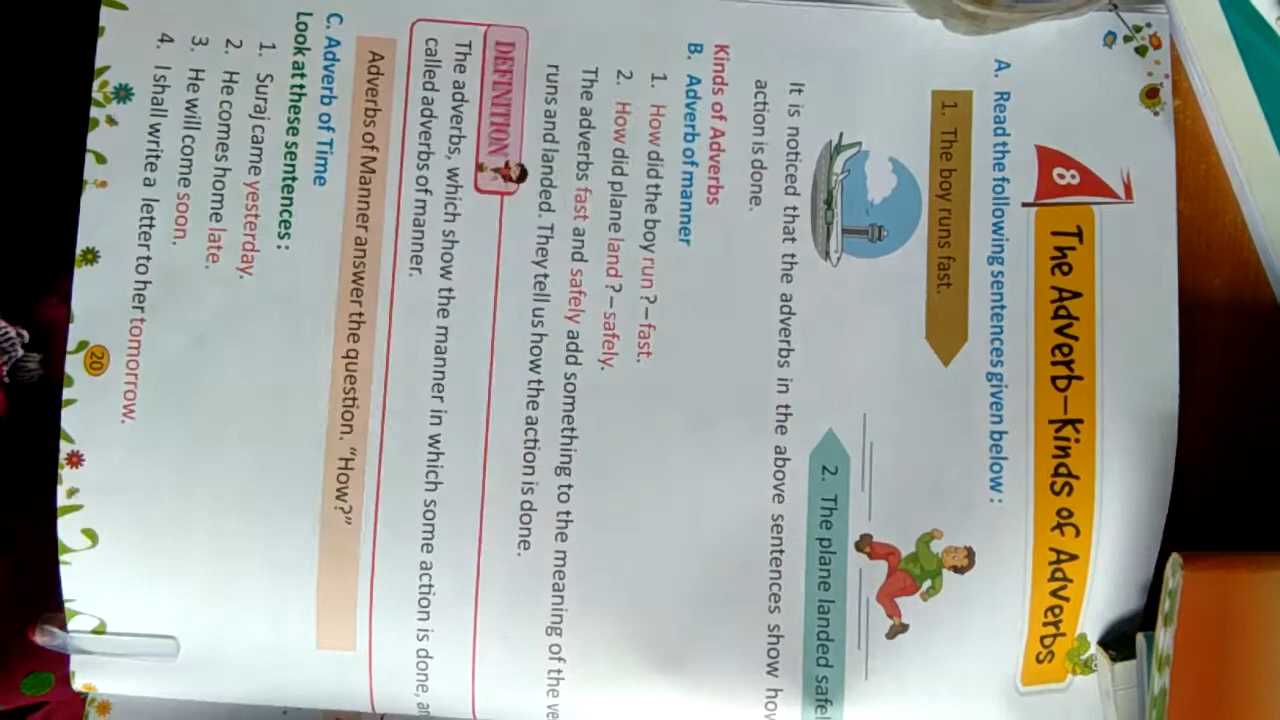 8
The Adverb—Kinds of Adverbs
A. Read the following sentences given below :
1. The boy runs fast.
2. The plane landed
It is noticed that the adverbs in the above sentences show
action is done.
Kinds of Adverbs
B. Adverb of manner
1. How did the boy run ? – fast.
2. How did plane land ? – safely.
The adverbs fast and safely add something to the meaning of the
runs and landed. They tell us how the action is done.
DEFINITION
The adverbs, which show the manner in which some action is done,
called adverbs of manner.
Adverbs of Manner answer the question. “How?”
C. Adverb of Time
Look at these sentences :
1. Suraj came yesterday.
2. He comes home late.
3. He will come soon.
4. I shall write a letter to her tomorrow.
20